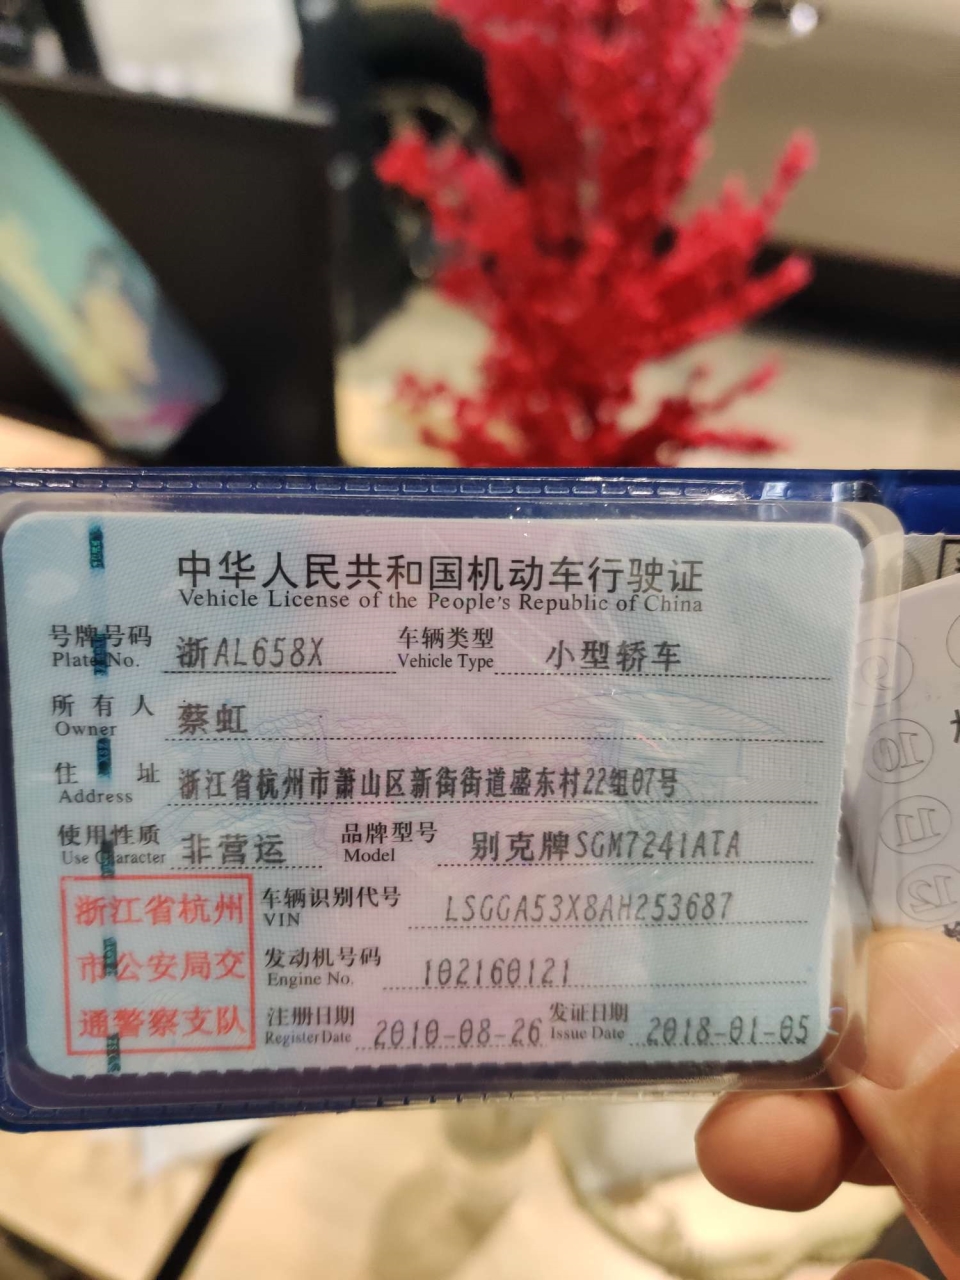 中华人民共和国机动车行驶证
Vehicle License of the People's Republic of China
号牌号码 浙AL658X 车辆类型 小型轿车
Plate No. Vehicle Type
所有人 蔡虹
Owner
住址 浙江省杭州市萧山区新街街道盛东村22组07号
Address
使用性质 非营运 品牌型号 别克牌SGM7241ATA
Use Character Model
浙江省杭州 车辆识别代号 LSGGA53X8AH253687
VIN
市公安局交 发动机号码 102160121
Engine No.
通警察支队 注册日期 2010-08-26 发证日期 2018-01-05
Register Date Issue Date
10
11
12